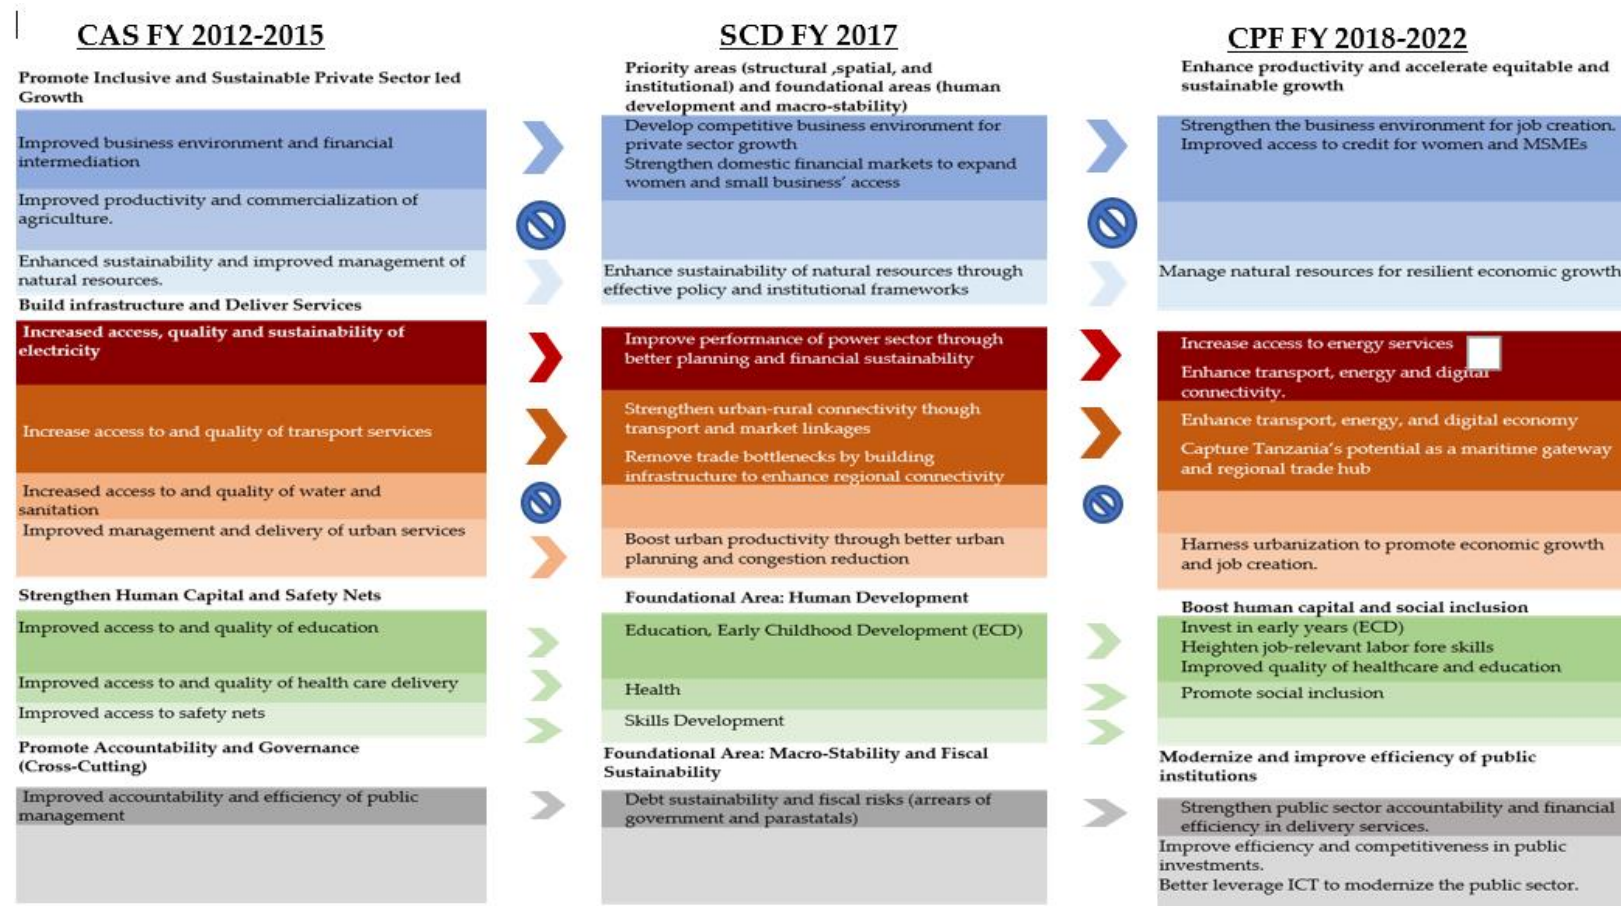 CAS FY 2012-2015
Promote Inclusive and Sustainable Private Sector led
Growth
Improved business environment and financial
intermediation
Improved productivity and commercialization of
agriculture.
Enhanced sustainability and improved management of
natural resources.
Build infrastructure and Deliver Services
Increased access, quality and sustainability of
electricity
Increase access to and quality of transport services
Increased access to and quality of water and
sanitation
Improved management and delivery of urban services
Strengthen Human Capital and Safety Nets
Improved access to and quality of education
Improved access to and quality of health care delivery
Improved access to safety nets
Promote Accountability and Governance
(Cross-Cutting)
Improved accountability and efficiency of public
management
SCD FY 2017
Priority areas (structural ,spatial, and
institutional) and foundational areas (human
development and macro-stability)
Develop competitive business environment for
private sector growth
Strengthen domestic financial markets to expand
women and small business' access
Enhance sustainability of natural resources through
effective policy and institutional frameworks
Improve performance of power sector through
better planning and financial sustainability
Strengthen urban-rural connectivity though
transport and market linkages
Remove trade bottlenecks by building
infrastructure to enhance regional connectivity
Boost urban productivity through better urban
planning and congestion reduction
Foundational Area: Human Development
Education, Early Childhood Development (ECD)
Health
Skills Development
Foundational Area: Macro-Stability and Fiscal
Sustainability
Debt sustainability and fiscal risks (arrears of
government and parastatals)
CPF FY 2018-2022
Enhance productivity and accelerate equitable and
sustainable growth
Strengthen the business environment for job creation.
Improved access to credit for women and MSMEs
Manage natural resources for resilient economic growth
Increase access to energy services
Enhance transport, energy and digital
connectivity.
Enhance transport, energy, and digital economy
Capture Tanzania's potential as a maritime gateway
and regional trade hub
Harness urbanization to promote economic growth
and job creation.
Boost human capital and social inclusion
Invest in early years (ECD)
Heighten job-relevant labor fore skills
Improved quality of healthcare and education
Promote social inclusion
Modernize and improve efficiency of public
institutions
Strengthen public sector accountability and financial
efficiency in delivery services.
Improve efficiency and competitiveness in public
investments.
Better leverage ICT to modernize the public sector.